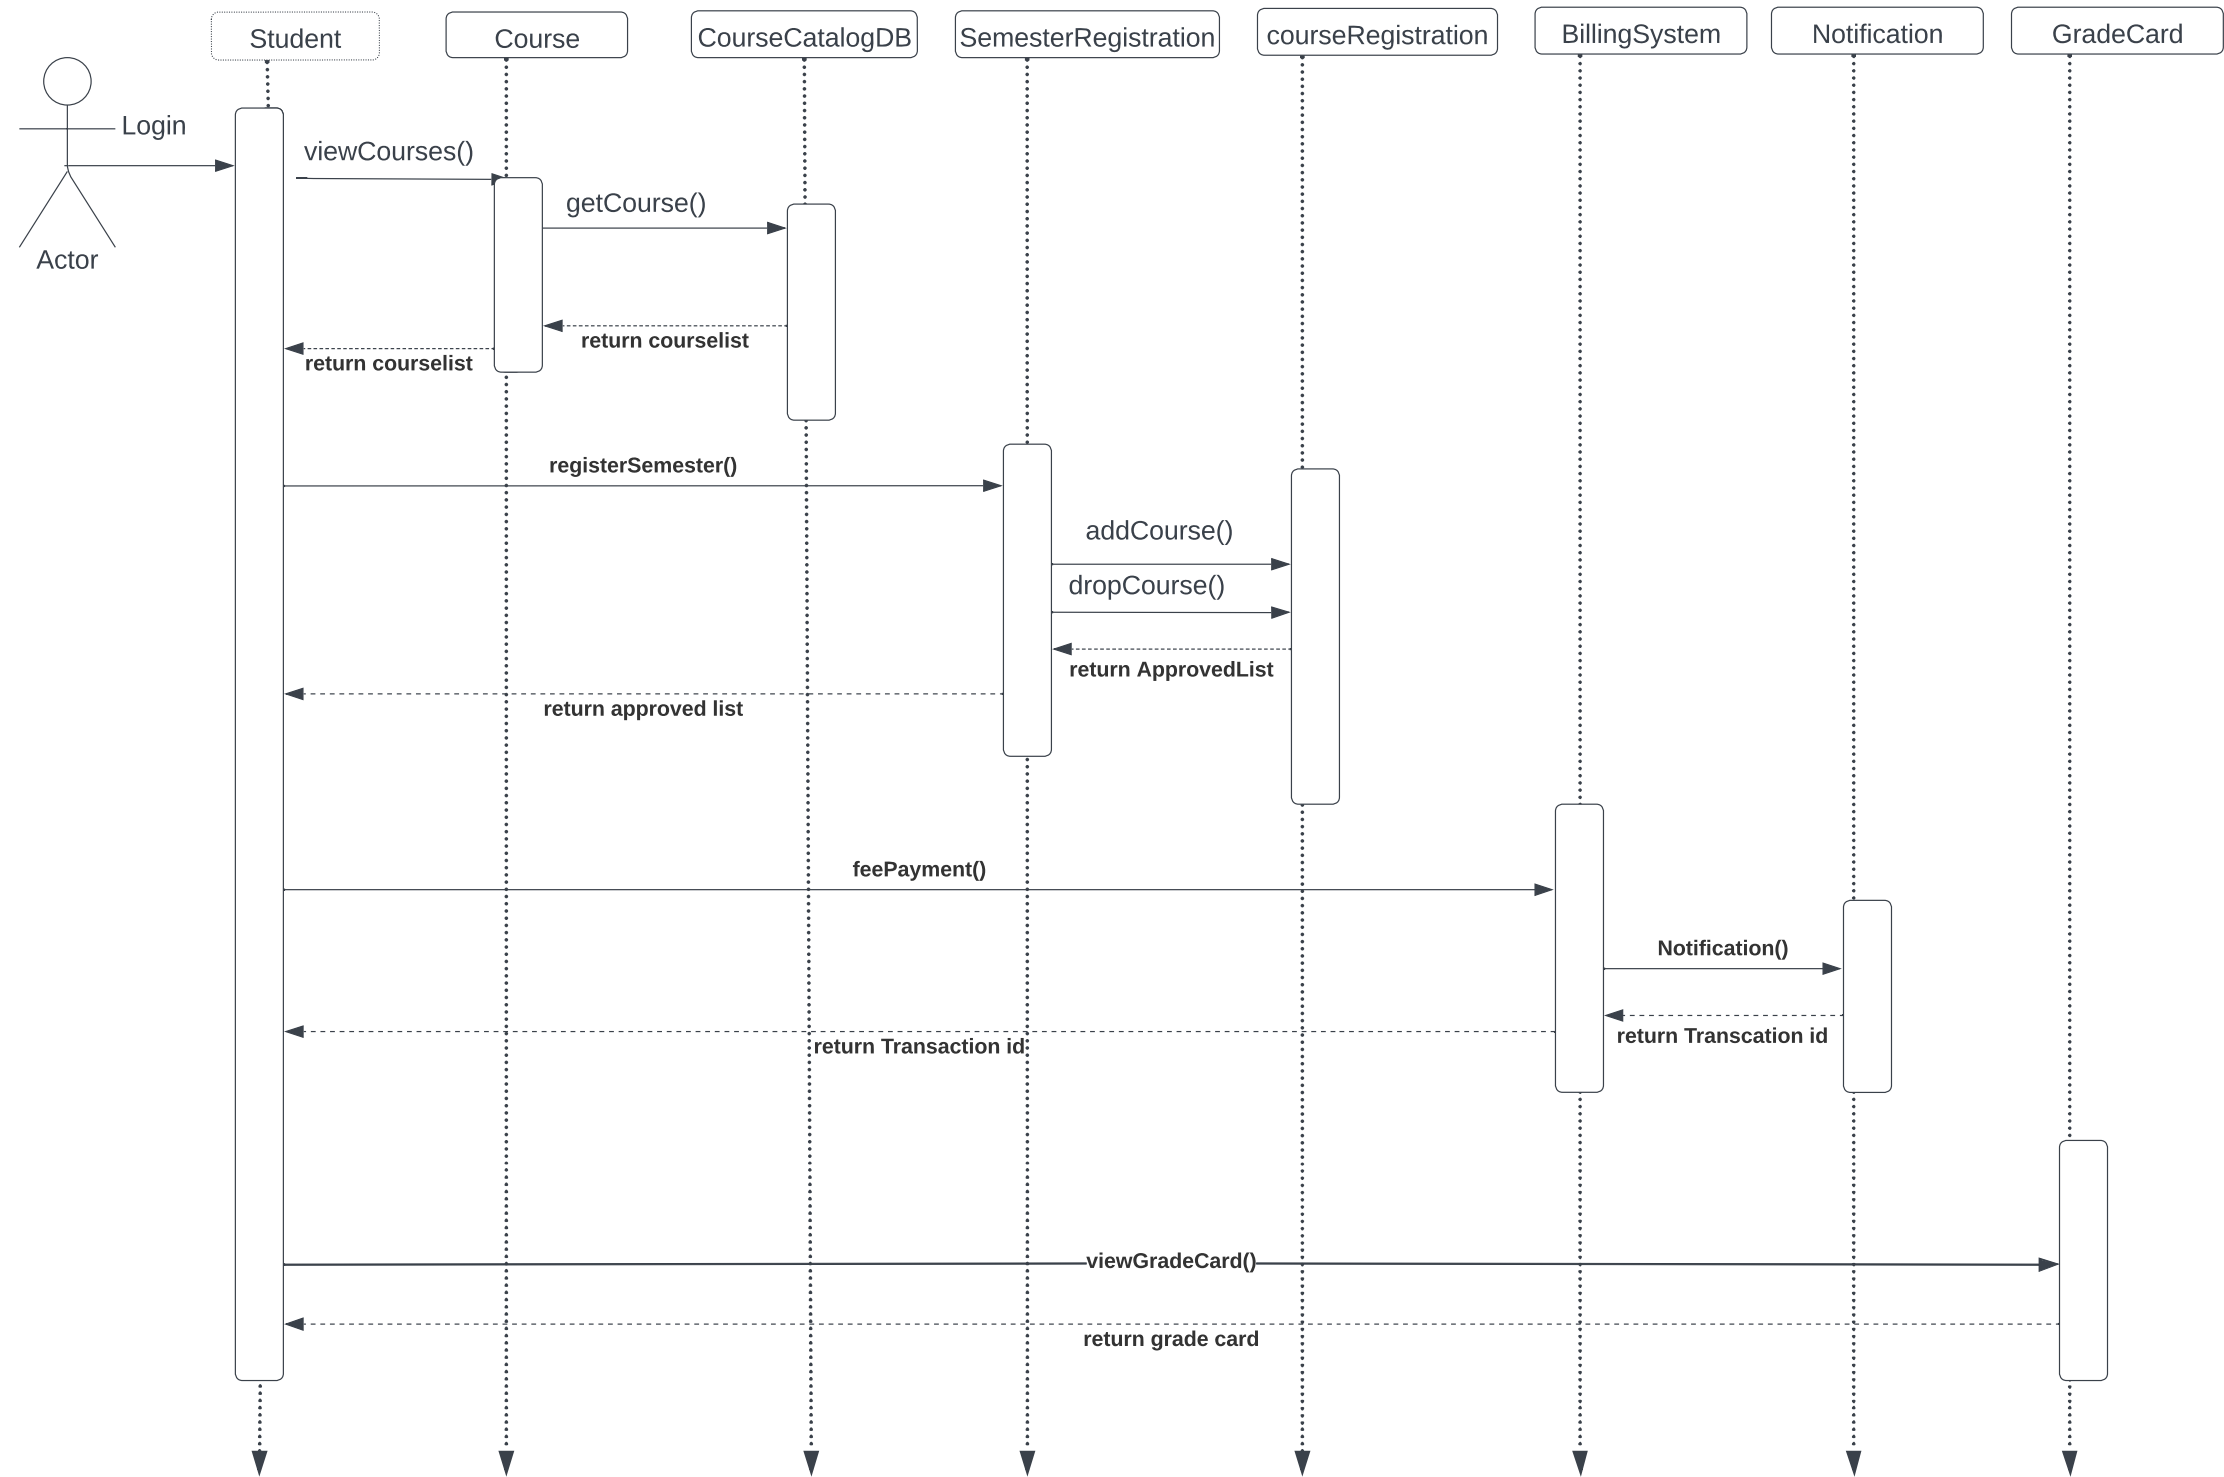 Student
Course
CourseCatalogDB
SemesterRegistration
courseRegistration
BillingSystem
Notification
GradeCard
Login
viewCourses()
getCourse()
Actor
return courselist
return courselist
registerSemester()
addCourse()
dropCourse()
return ApprovedList
return approved list
feePayment()
Notification()
return Transcation id
return Transaction id
viewGradeCard()
return grade card